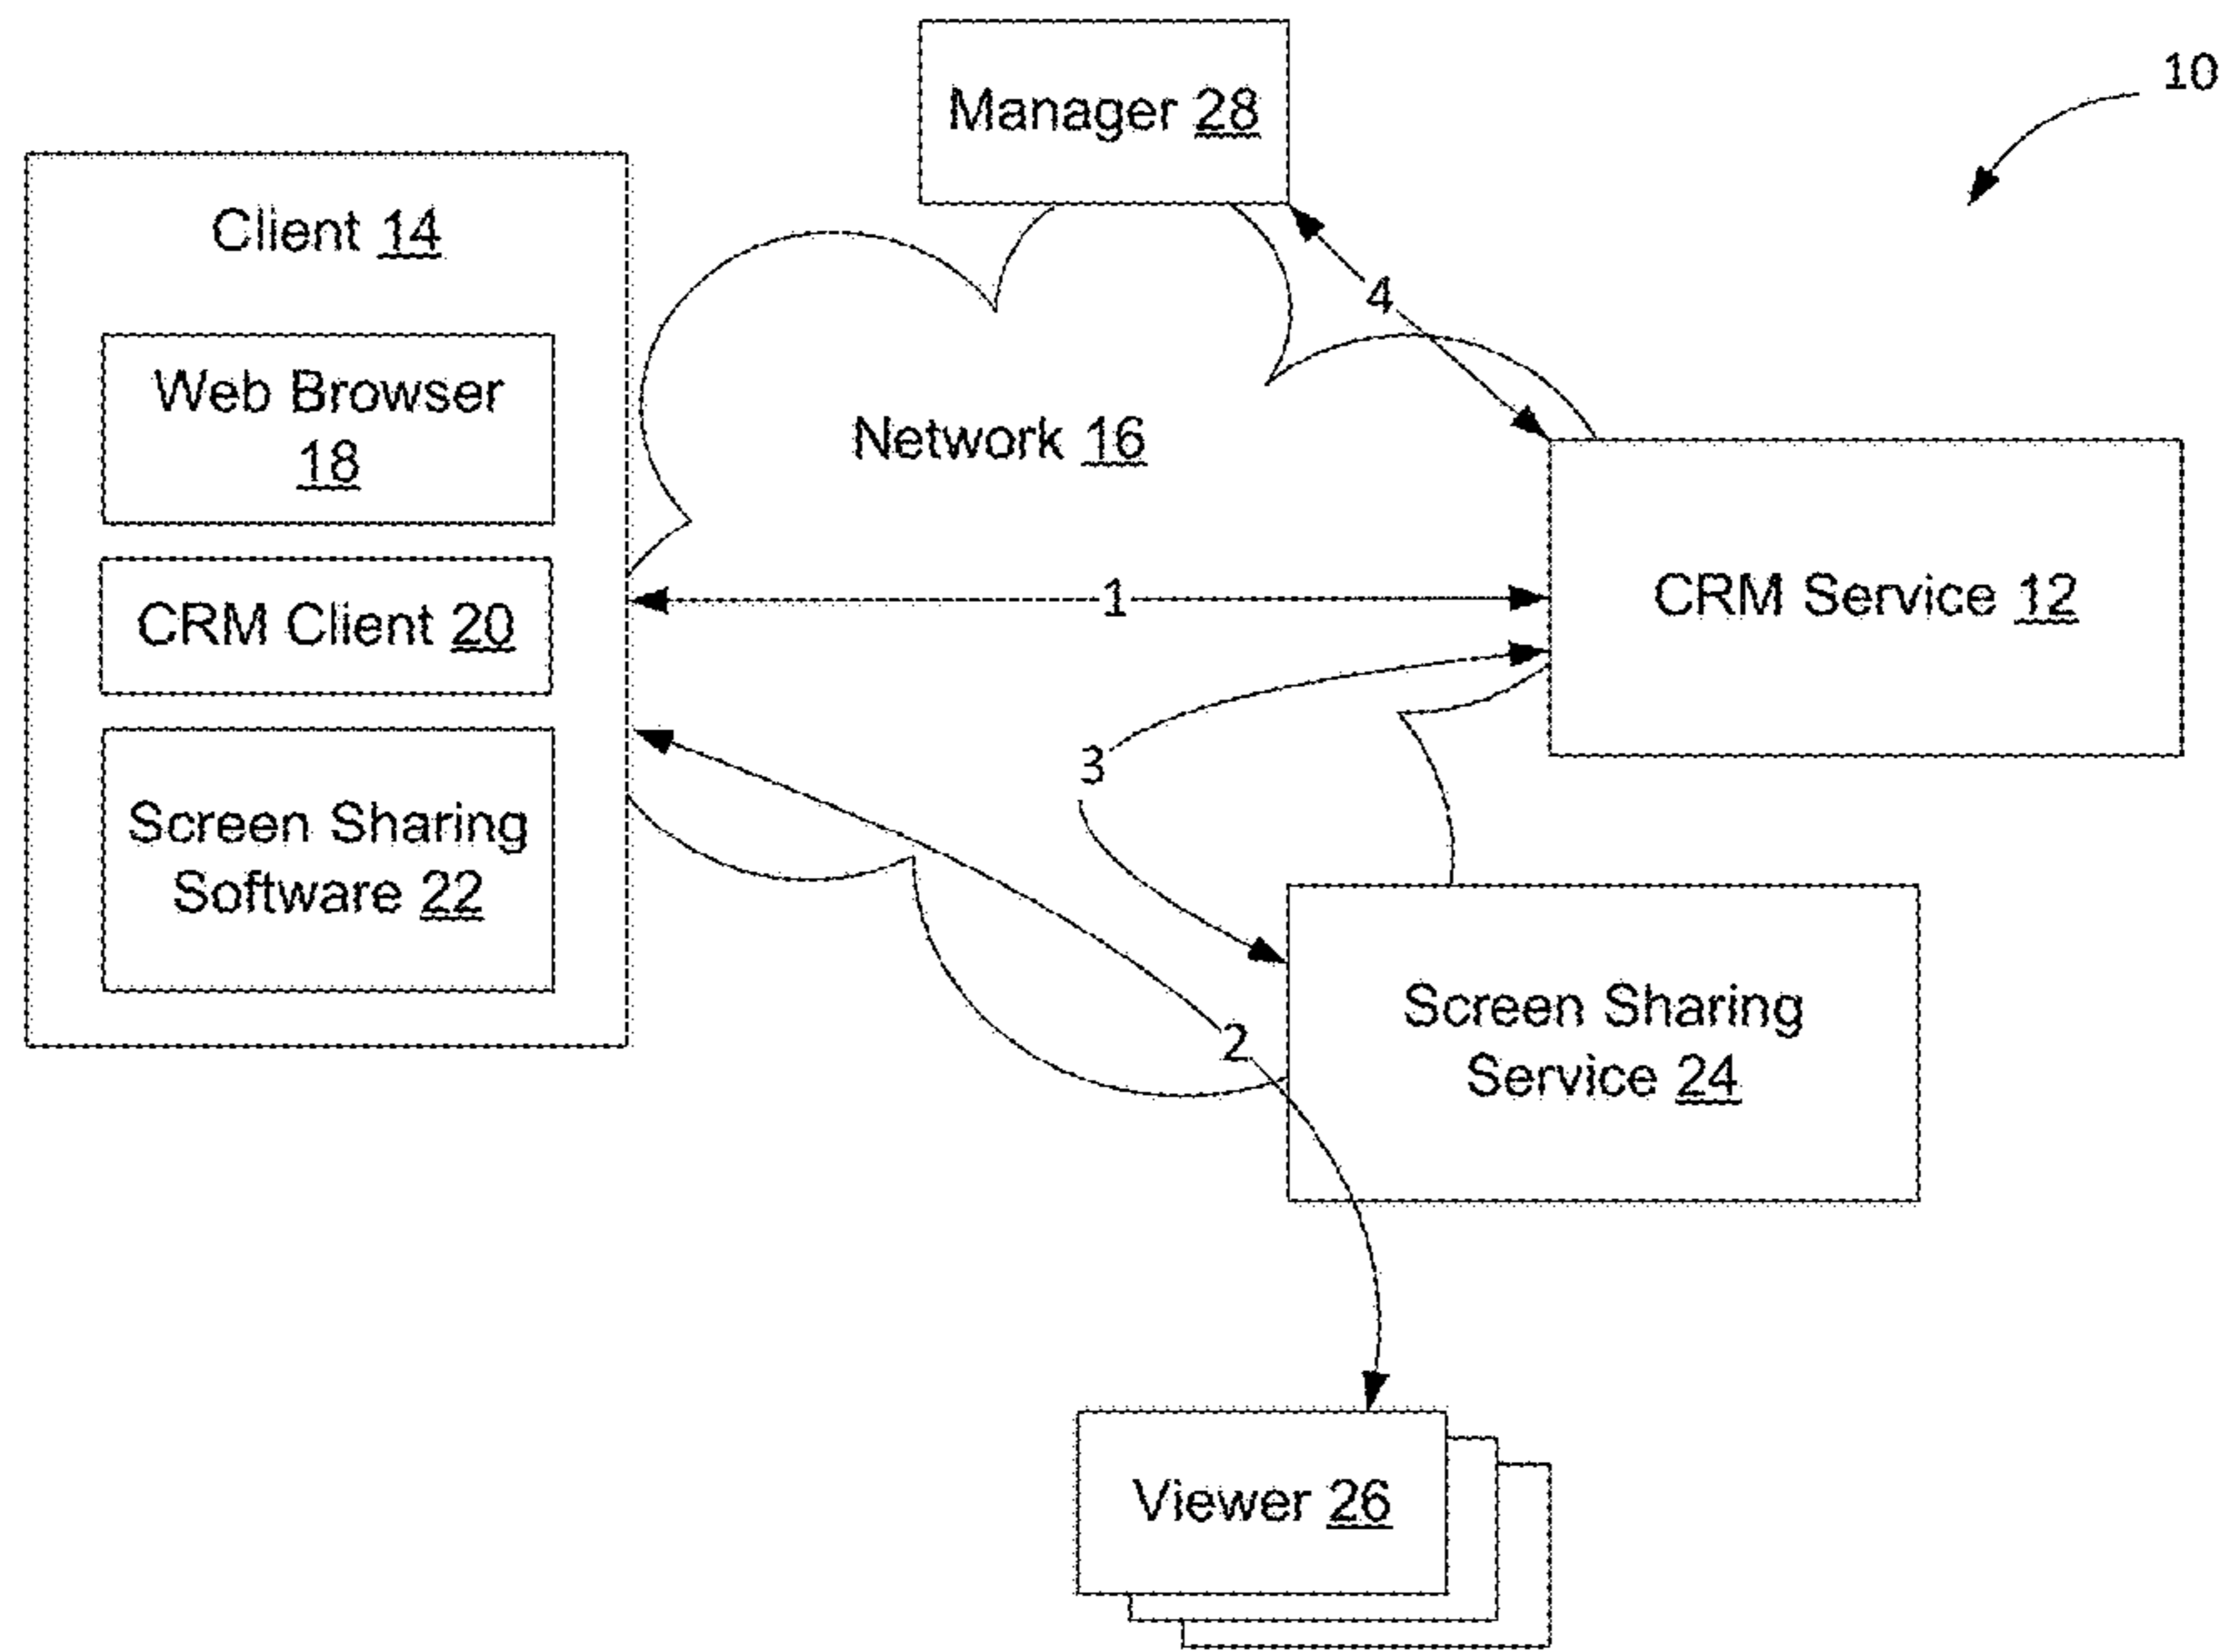 10
Manager 28
Client 14
4
Web Browser
18
Network 16
1
CRM Service 12
CRM Client 20
3
Screen Sharing
Software 22
2
Screen Sharing
Service 24
Viewer 26